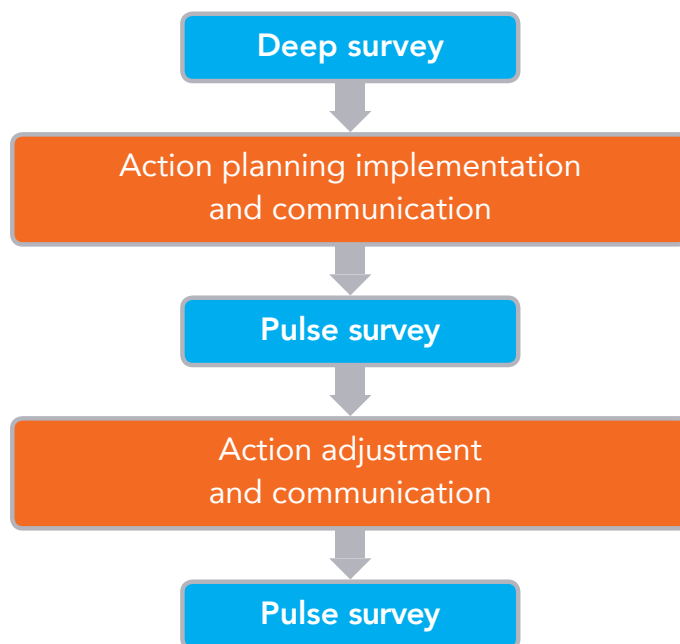 Deep survey
Action planning implementation
and communication
Pulse survey
Action adjustment
and communication
Pulse survey